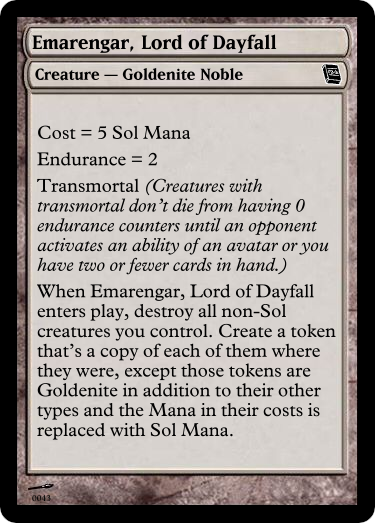 Emarengar, Lord of Dayfall
Creature — Goldenite Noble
Cost = 5 Sol Mana
Endurance = 2
Transmortal (Creatures with
transmortal don't die from having 0
endurance counters until an opponent
activates an ability of an avatar or you
have two or fewer cards in hand.)
When Emarengar, Lord of Dayfall
enters play, destroy all non-Sol
creatures you control. Create a token
that's a copy of each of them where
they were, except those tokens are
Goldenite in addition to their other
types and the Mana in their costs is
replaced with Sol Mana.
0043